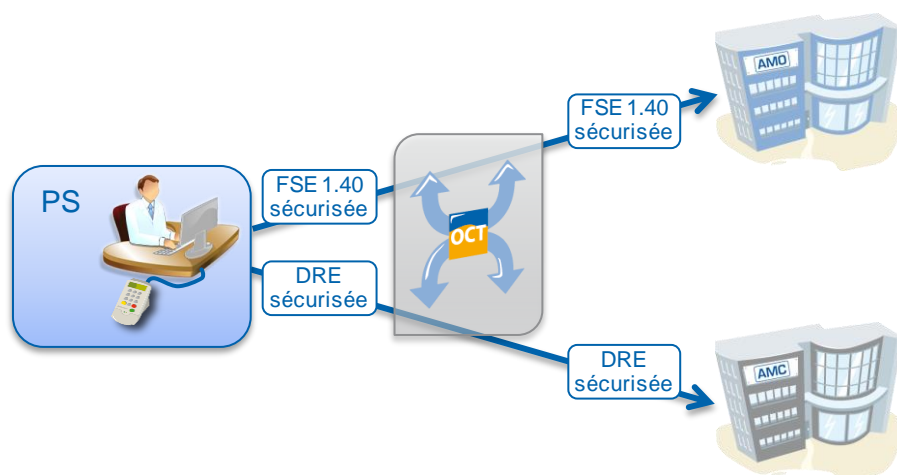 AMO
FSE 1.40
sécurisée
PS
FSE 1.40
sécurisée
OCT
DRE
sécurisée
DRE
sécurisée
AMC